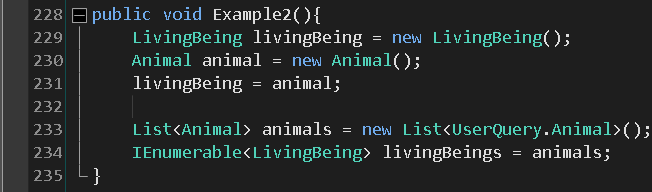 228 public void Example2(){
229 LivingBeing livingBeing = new LivingBeing();
230 Animal animal = new Animal();
231 livingBeing = animal;
232
233 List<Animal> animals = new List<UserQuery.Animal>();
234 IEnumerable<LivingBeing> livingBeings = animals;
235 }